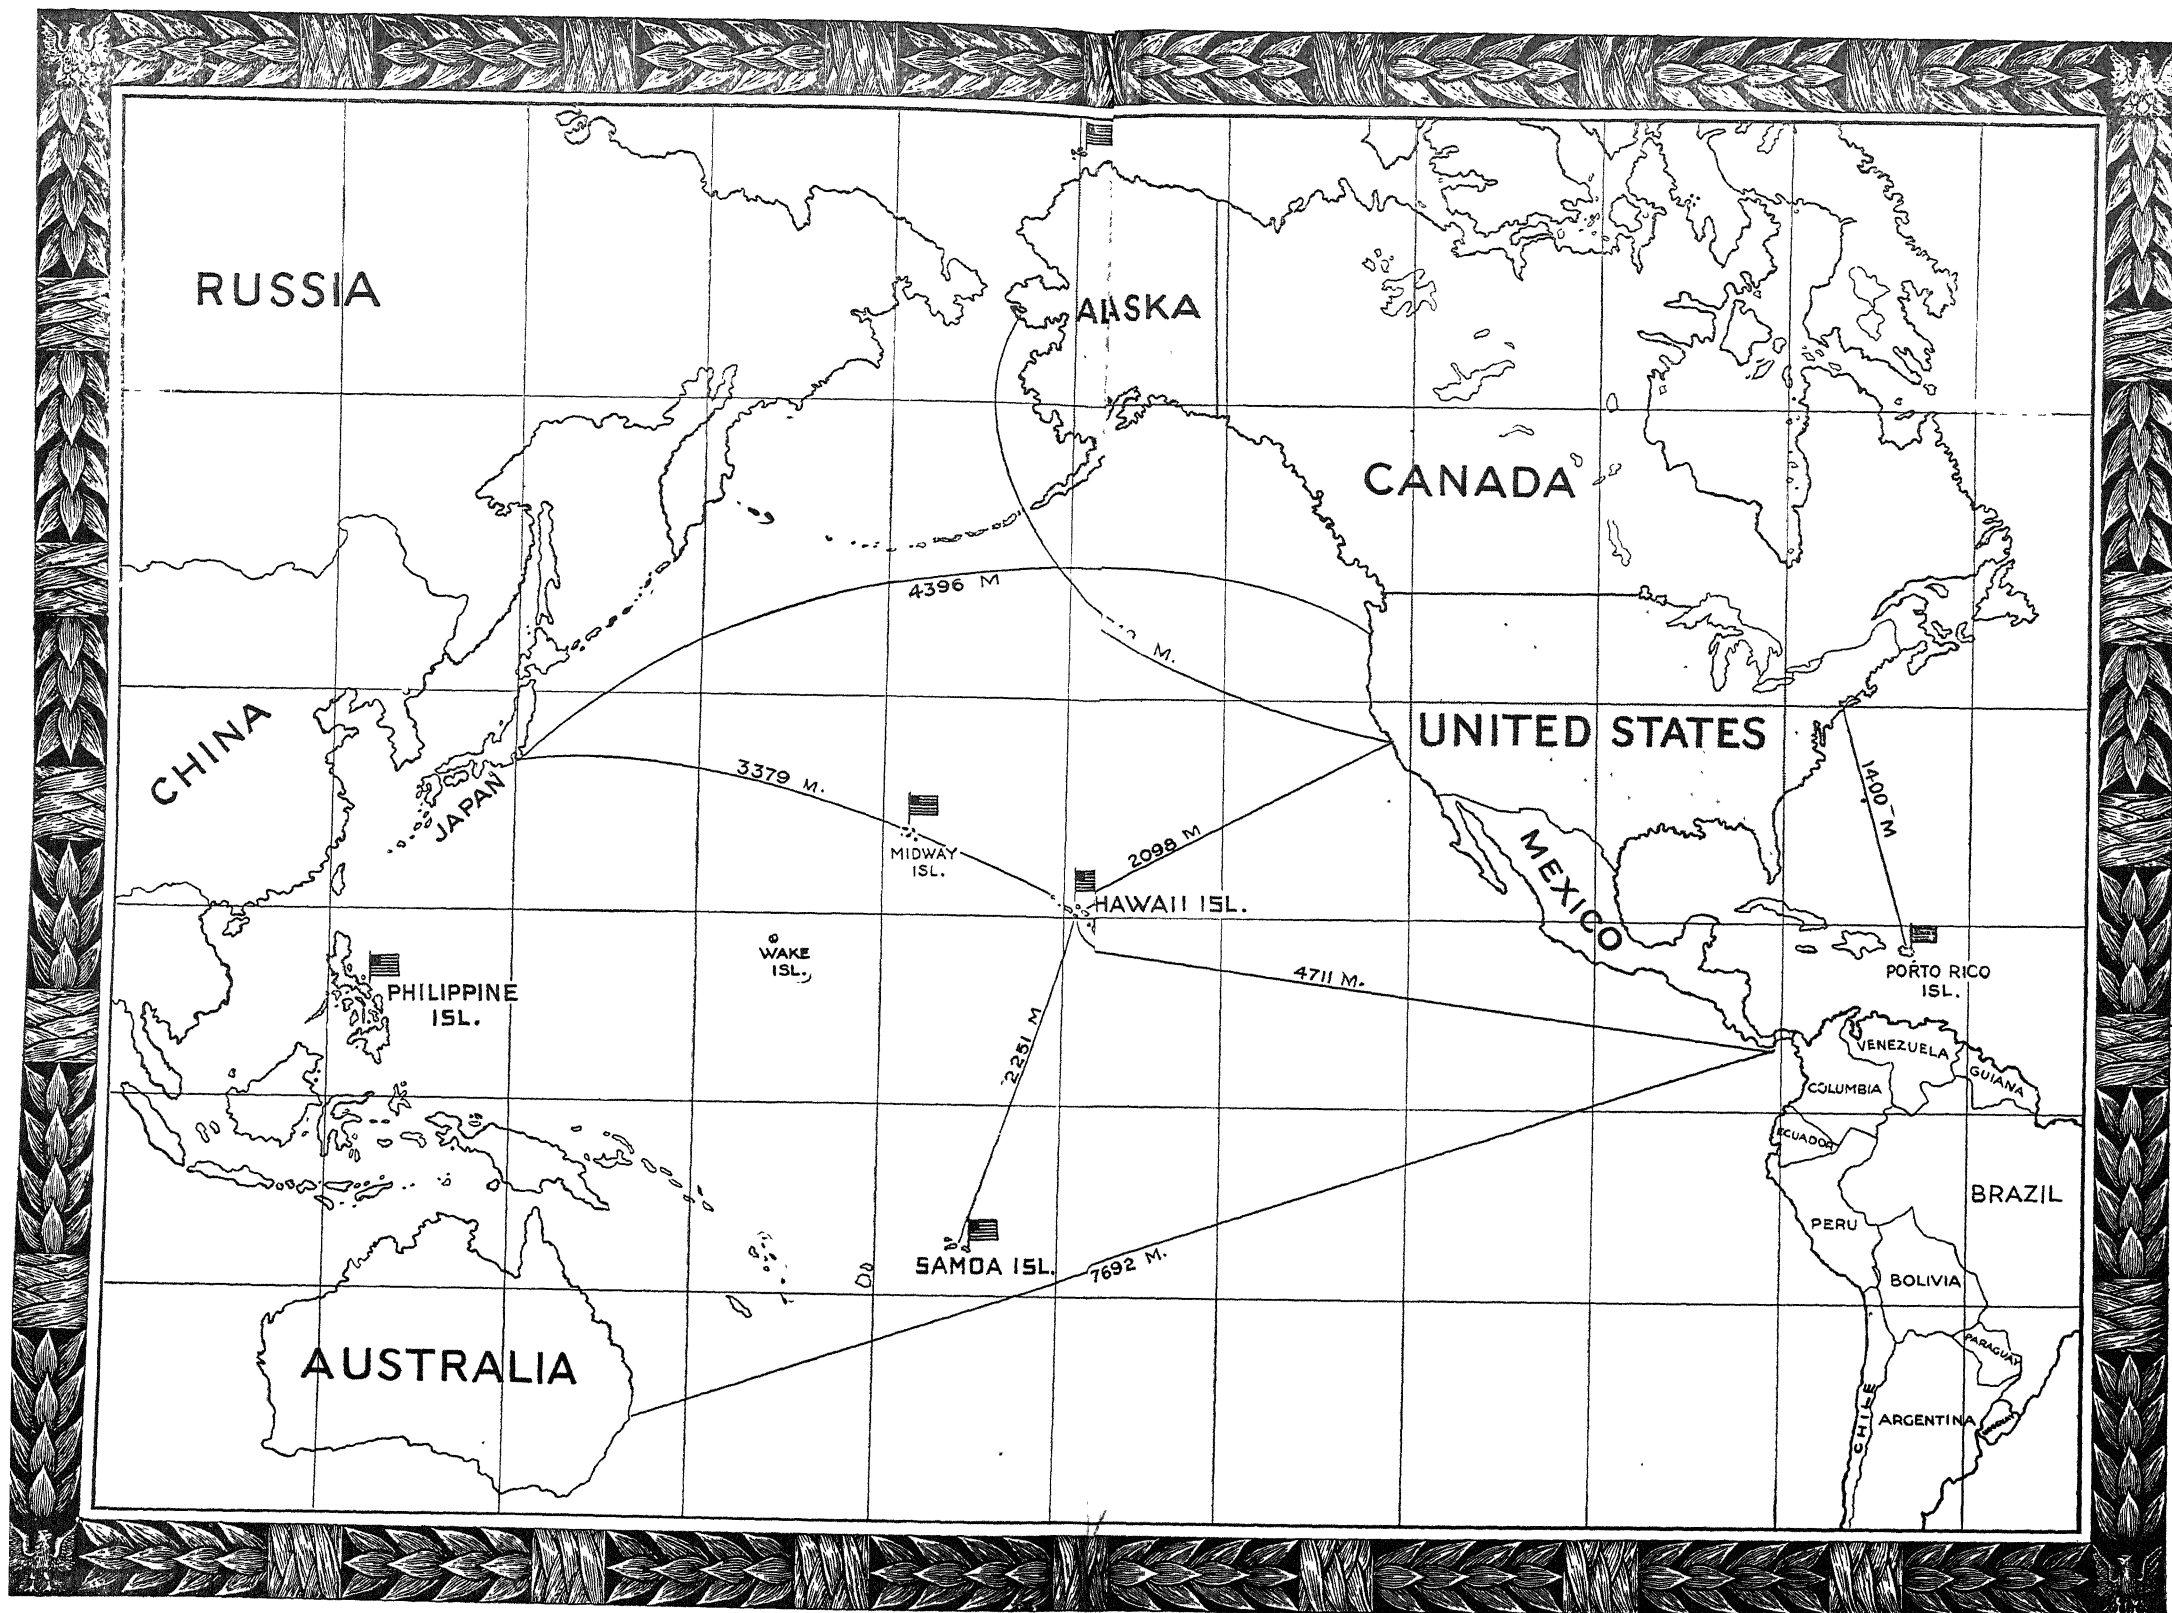 RUSSIA
ALASKA
CANADA
4396 M
M.
CHINA
UNITED STATES
JAPAN
3379 M.
1400 M
MIDWAY
ISL.
2098 M
MEXICO
HAWAII ISL.
WAKE
ISL.
4711 M.
PORTO RICO
ISL.
PHILIPPINE
ISL.
2251 M
VENEZUELA
COLUMBIA
GUIANA
ECUADOR
BRAZIL
PERU
SAMOA ISL.
7692 M.
BOLIVIA
AUSTRALIA
PARAGUAY
CHILE
ARGENTINA